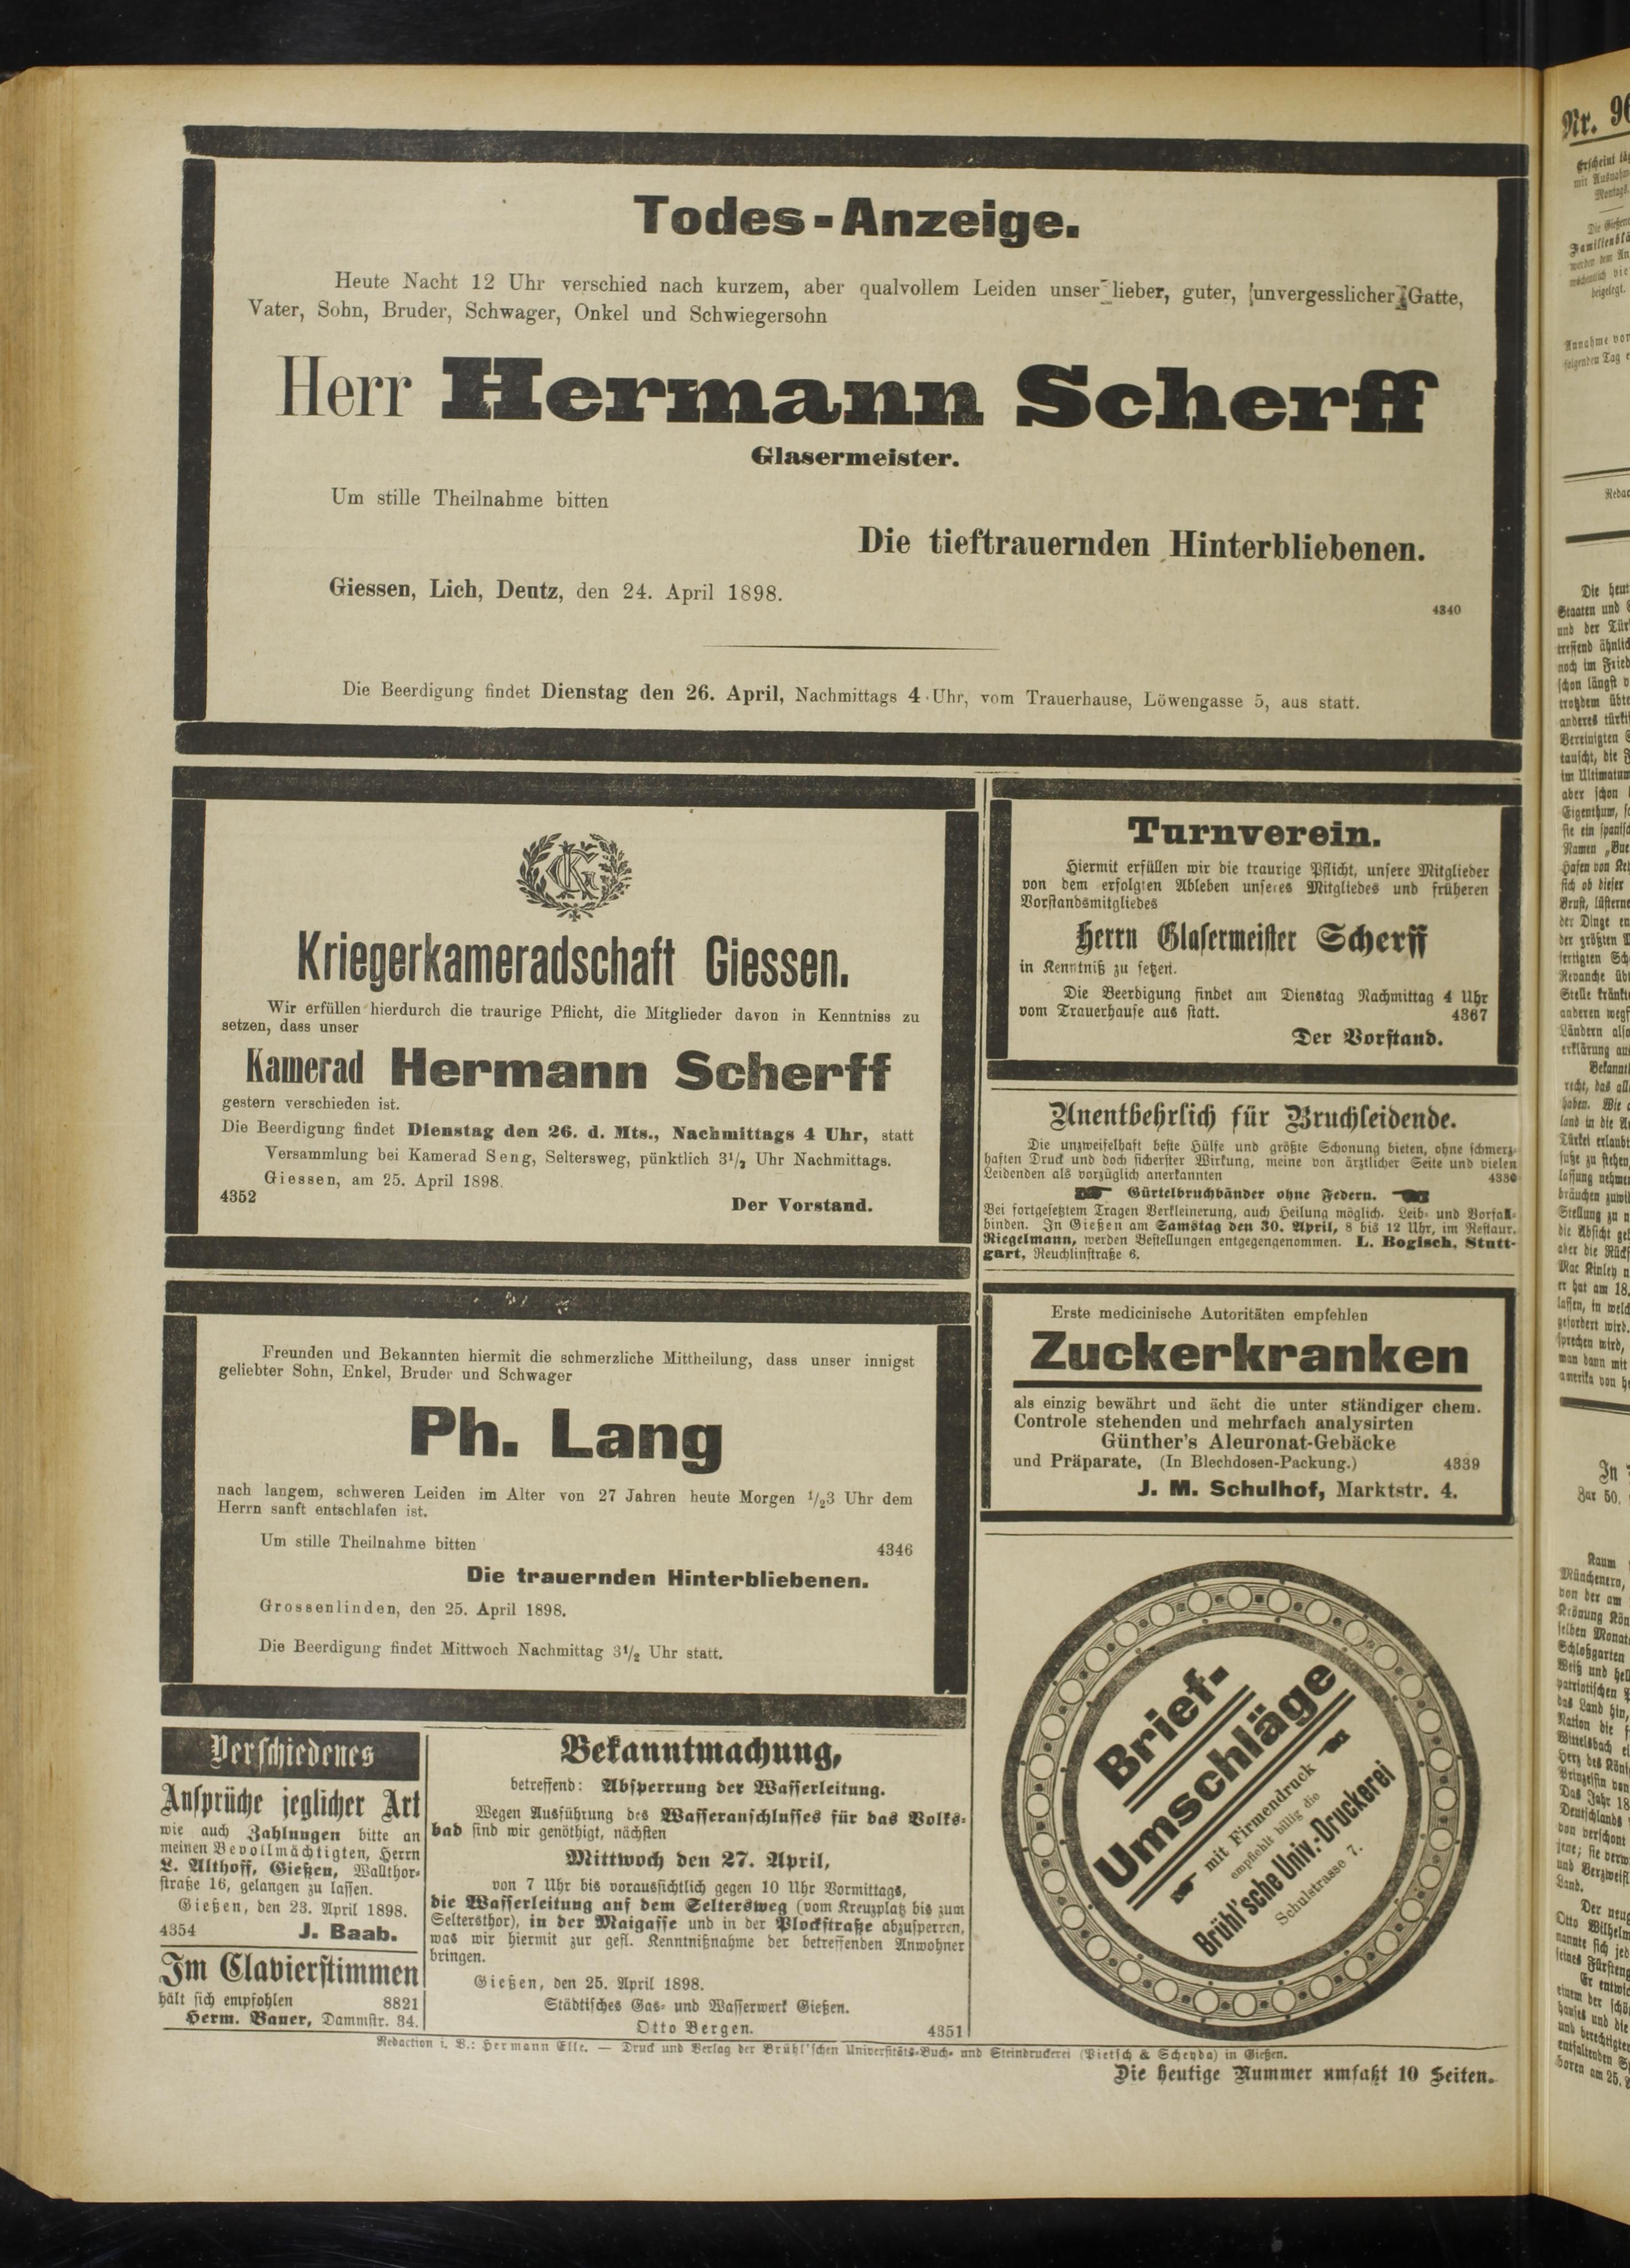 Todes-Anzeige.
Heute Nacht 12 Uhr verschied nach kurzem, aber qualvollem Leiden unser lieber, guter, unvergesslicher Gatte,
Vater, Sohn, Bruder, Schwager, Onkel und Schwiegersohn
Herr Hermann Scherff
Glasermeister.
Um stille Theilnahme bitten
Die tieftrauernden Hinterbliebenen.
Giessen, Lich, Deutz, den 24. April 1898.
4340
Die Beerdigung findet Dienstag den 26. April, Nachmittags 4 Uhr, vom Trauerhause, Löwengasse 5, aus statt.
Kriegerkameradschaft Giessen.
Wir erfüllen hierdurch die traurige Pflicht, die Mitglieder davon in Kenntniss zu
setzen, dass unser
Kamerad Hermann Scherff
gestern verschieden ist.
Die Beerdigung findet Dienstag den 26. d. Mts., Nachmittags 4 Uhr, statt
Versammlung bei Kamerad Seng, Seltersweg, pünktlich 3½ Uhr Nachmittags.
Giessen, am 25. April 1898.
4352
Der Vorstand.
Freunden und Bekannten hiermit die schmerzliche Mittheilung, dass unser innigst
geliebter Sohn, Enkel, Bruder und Schwager
Ph. Lang
nach langem, schweren Leiden im Alter von 27 Jahren heute Morgen ½3 Uhr dem
Herrn sanft entschlafen ist.
Um stille Theilnahme bitten
4346
Die trauernden Hinterbliebenen.
Grossenlinden, den 25. April 1898.
Die Beerdigung findet Mittwoch Nachmittag 3½ Uhr statt.
Verschiedenes
Ansprüche jeglicher Art
wie auch Zahlungen bitte an
meinen Bevollmächtigten, Herrn
L. Althoff, Gießen, Wallthor-
straße 16, gelangen zu lassen.
Gießen, den 23. April 1898.
4354 J. Baab.
Im Clavierstimmen
hält sich empfohlen 8821
Herm. Bauer, Dammstr. 34.
Bekanntmachung,
betreffend: Absperrung der Wasserleitung.
Wegen Ausführung des Wasseranschlusses für das Volks-
bad sind wir genöthigt, nächsten
Mittwoch den 27. April,
von 7 Uhr bis voraussichtlich gegen 10 Uhr Vormittags,
die Wasserleitung auf dem Seltersweg (vom Kreuzplatz bis zum
Seltersthor), in der Maigasse und in der Plockstraße abzusperren,
was wir hiermit zur gefl. Kenntnißnahme der betreffenden Anwohner
bringen.
Gießen, den 25. April 1898.
Städtisches Gas- und Wasserwerk Gießen.
Otto Bergen.
4351
Turnverein.
Hiermit erfüllen wir die traurige Pflicht, unsere Mitglieder
von dem erfolgten Ableben unseres Mitgliedes und früheren
Vorstandsmitgliedes
Herrn Glasermeister Scherff
in Kenntniß zu setzen.
Die Beerdigung findet am Dienstag Nachmittag 4 Uhr
vom Trauerhause aus statt. 4367
Der Vorstand.
Unentbehrlich für Bruchleidende.
Die unzweifelhaft beste Hülfe und größte Schonung bieten, ohne schmerz-
haften Druck und doch sicherster Wirkung, meine von ärztlicher Seite und vielen
Leidenden als vorzüglich anerkannten 4330
Gürtelbruchbänder ohne Federn.
Bei fortgesetztem Tragen Verkleinerung, auch Heilung möglich. Leib- und Vorfall-
binden. In Gießen am Samstag den 30. April, 8 bis 12 Uhr, im Restaur.
Riegelmann, werden Bestellungen entgegengenommen. L. Bogisch, Stutt-
gart, Reuchlinstraße 6.
Erste medicinische Autoritäten empfehlen
Zuckerkranken
als einzig bewährt und ächt die unter ständiger chem.
Controle stehenden und mehrfach analysirten
Günther's Aleuronat-Gebäcke
und Präparate, (In Blechdosen-Packung.) 4339
J. M. Schulhof, Marktstr. 4.
Brief-
Umschläge
mit Firmendruck
empfiehlt billig die
Brühl'sche Univ.-Druckerei
Schulstrasse 7.
Redaction i. V.: Hermann Elle. — Druck und Verlag der Brühl'schen Universitäts-Buch- und Steindruckerei (Pietsch & Scheyda) in Gießen.
Die heutige Nummer umfaßt 10 Seiten.